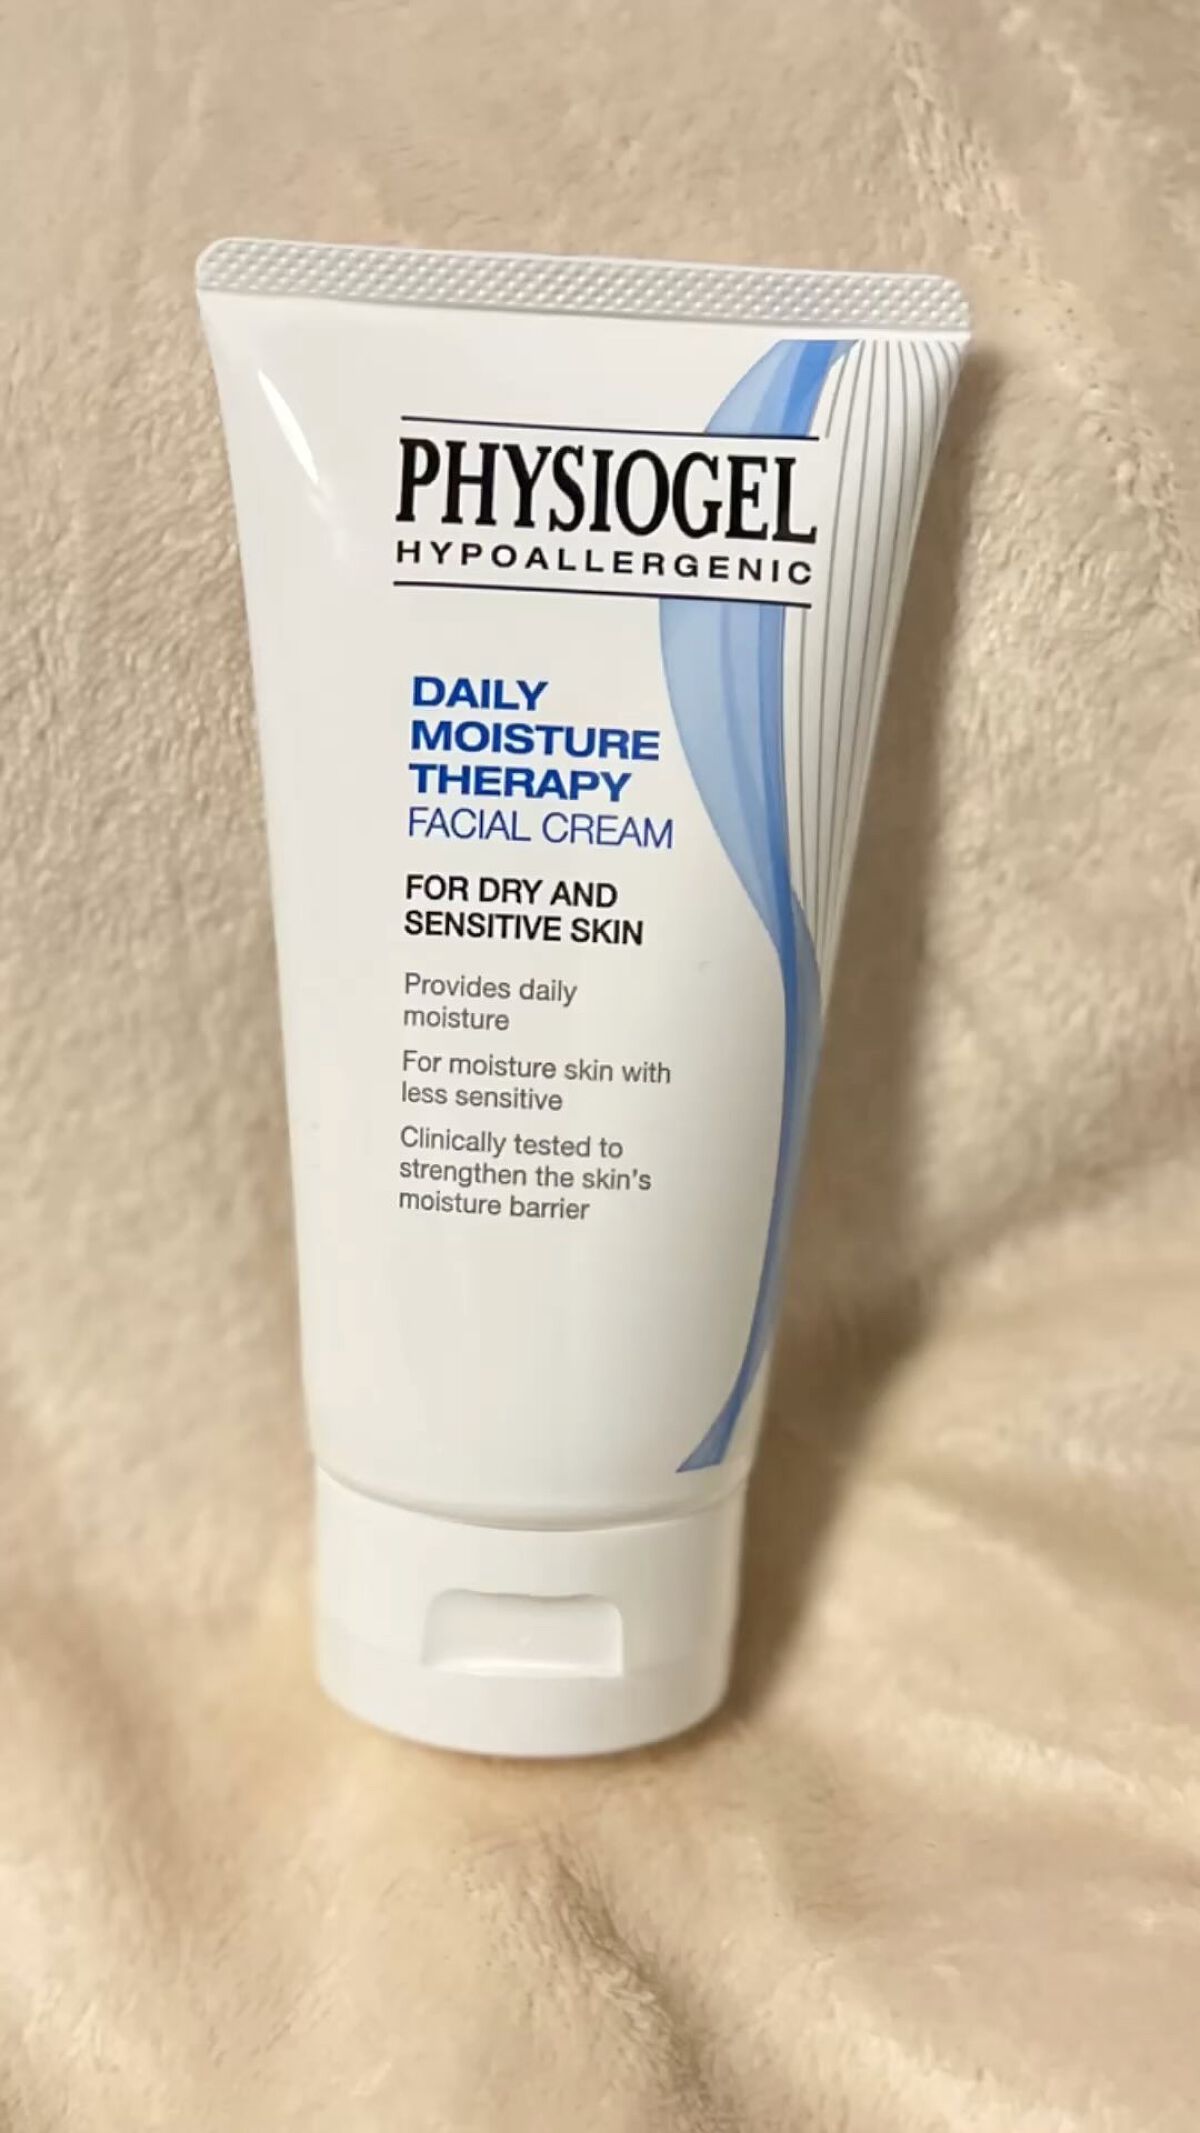 PHYSIOGEL
HYPOALLERGENIC
DAILY
MOISTURE
THERAPY
FACIAL CREAM
FOR DRY AND
SENSITIVE SKIN
Provides daily
moisture
For moisture skin with
less sensitive
Clinically tested to
strengthen the skin's
moisture barrier